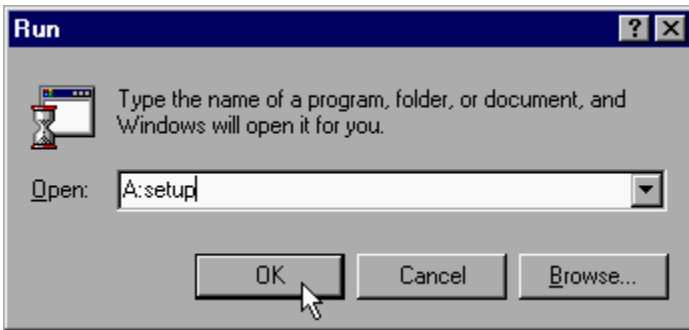 Run
Type the name of a program, folder, or document, and
Windows will open it for you.
Open: A:setup
OK Cancel Browse...